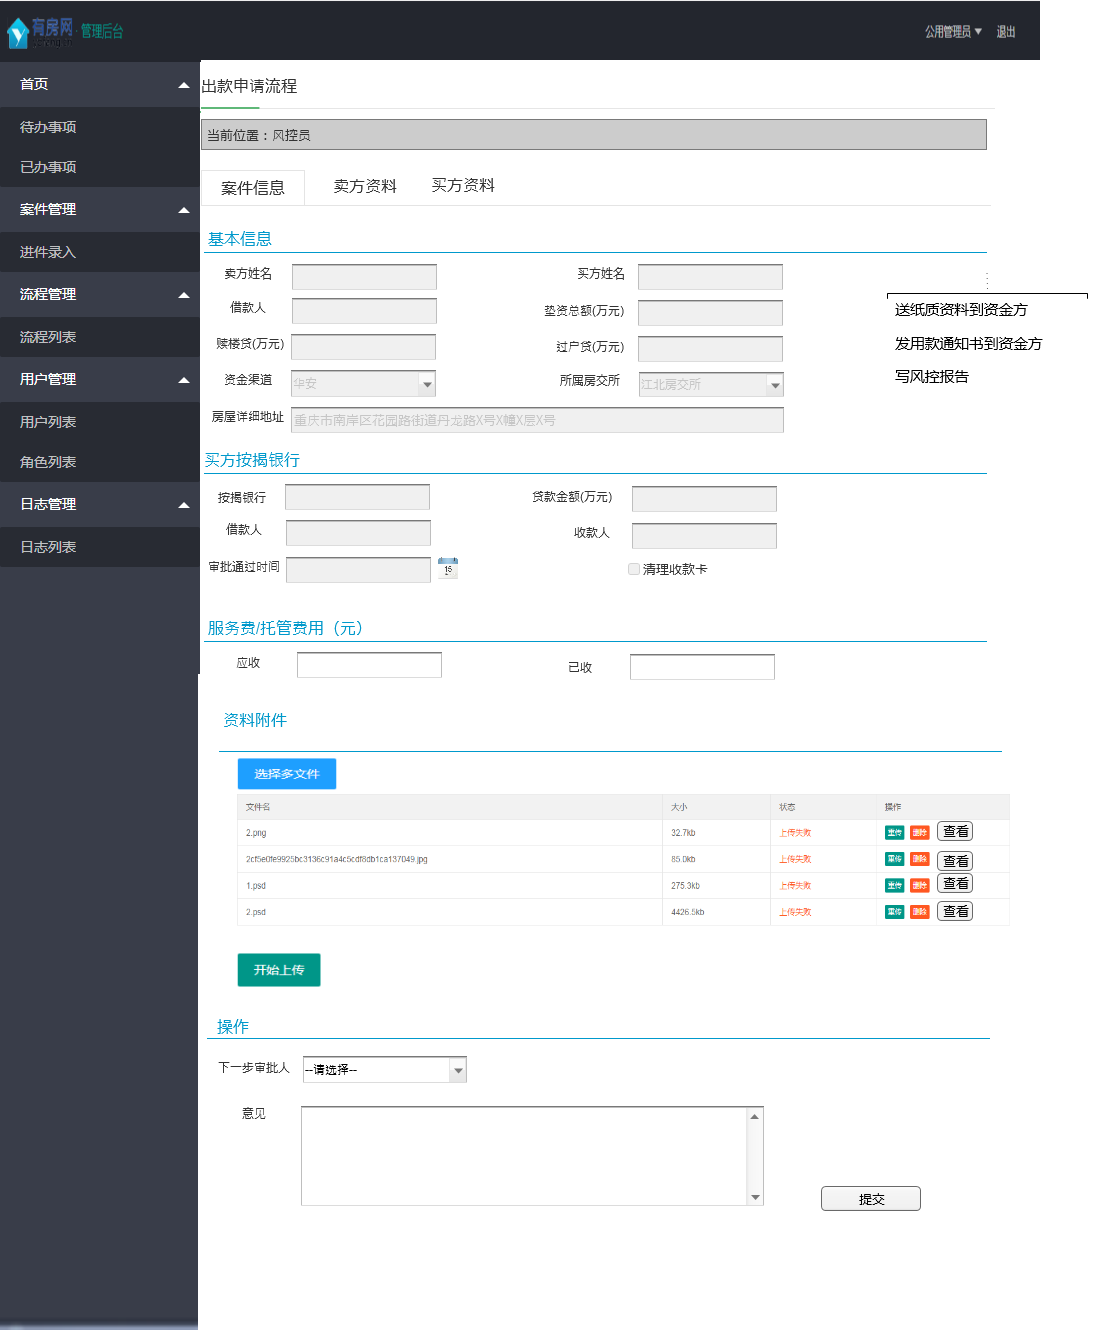 有房网·管理后台
公用管理员 退出
首页
待办事项
已办事项
案件管理
进件录入
流程管理
流程列表
用户管理
用户列表
角色列表
日志管理
日志列表
出款申请流程
当前位置：风控员
案件信息 卖方资料 买方资料
基本信息
卖方姓名 买方姓名
借款人 垫资总额(万元)
赎楼贷(万元) 过户贷(万元)
资金渠道 华安 所属房交所 江北房交所
房屋详细地址 重庆市南岸区花园路街道丹龙路X号X幢X层X号
送纸质资料到资金方
发用款通知书到资金方
写风控报告
买方按揭银行
按揭银行 贷款金额(万元)
借款人 收款人
审批通过时间 15 清理收款卡
服务费/托管费用（元）
应收 已收
资料附件
选择多文件
文件名 大小 状态 操作
2.png 32.7kb 上传失败 重传 删除 查看
2cf5e0fe9925bc3136c91a4c5cdf8db1ca137049.jpg 85.0kb 上传失败 重传 删除 查看
1.psd 275.3kb 上传失败 重传 删除 查看
2.psd 4426.5kb 上传失败 重传 删除 查看
开始上传
操作
下一步审批人 --请选择--
意见
提交